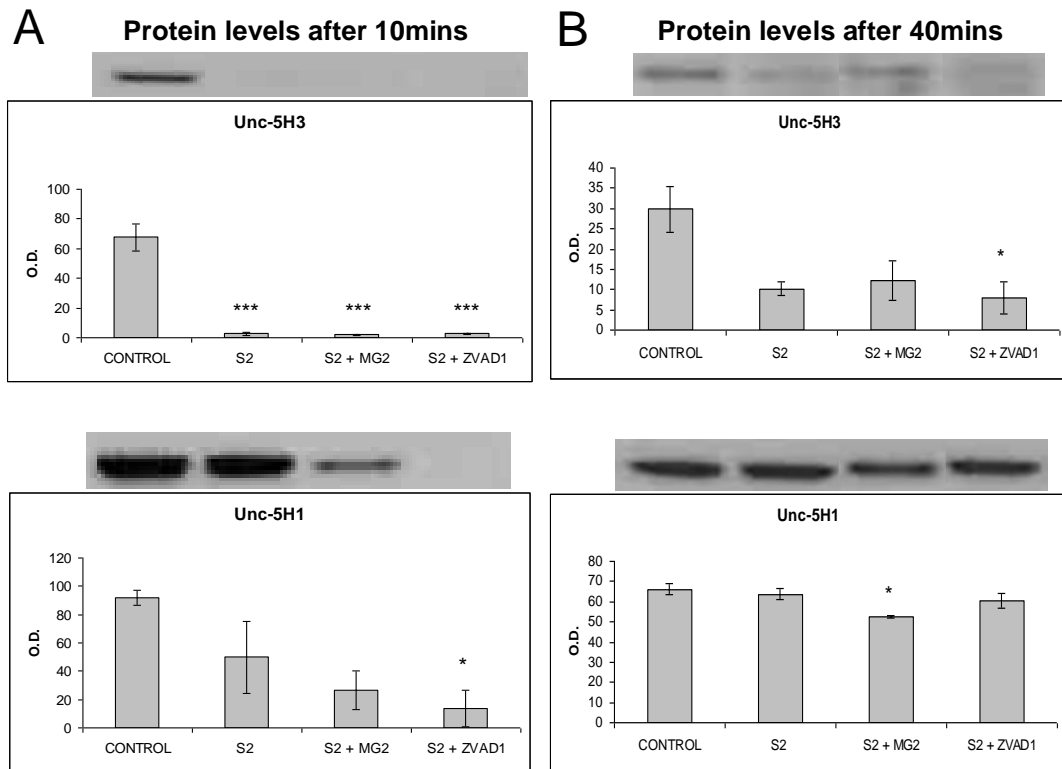 A
Protein levels after 10mins
Unc-5H3
O.D.
100
80
60
40
20
0
***
***
***
CONTROL
S2
S2 + MG2
S2 + ZVAD1
Unc-5H1
O.D.
120
100
80
60
40
20
0
*
CONTROL
S2
S2 + MG2
S2 + ZVAD1
B
Protein levels after 40mins
Unc-5H3
O.D.
40
35
30
25
20
15
10
5
0
*
CONTROL
S2
S2 + MG2
S2 + ZVAD1
Unc-5H1
O.D.
80
70
60
50
40
30
20
10
0
*
CONTROL
S2
S2 + MG2
S2 + ZVAD1